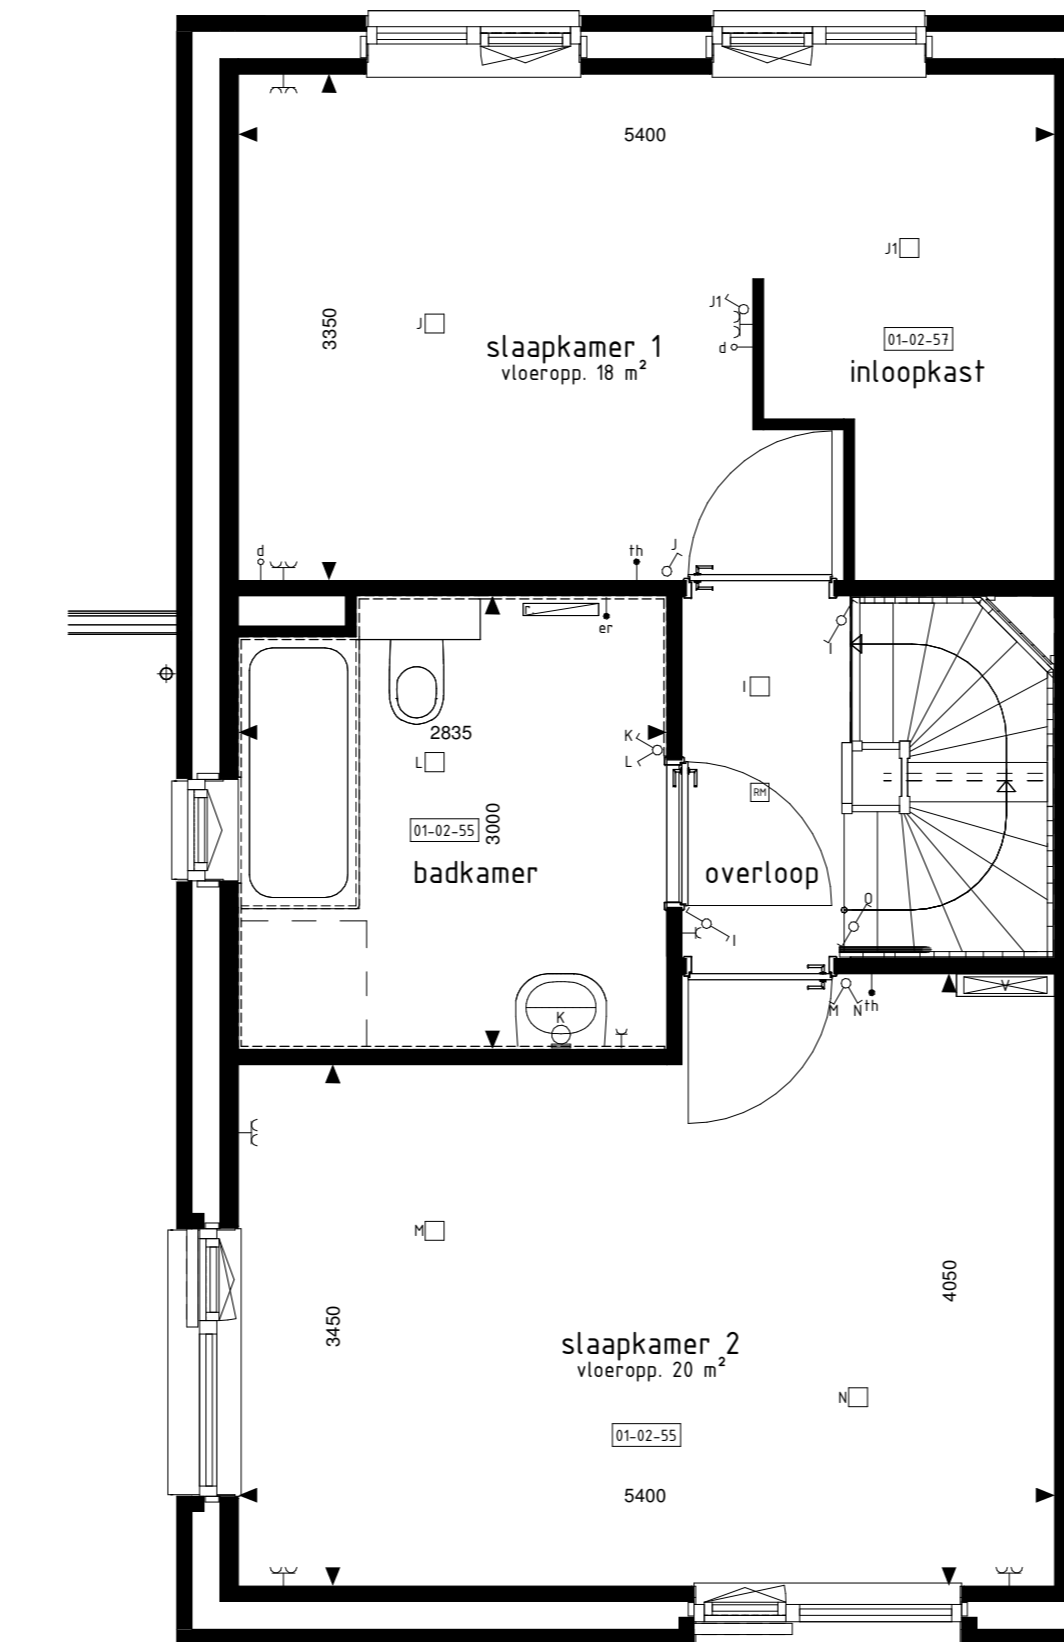 5400
J1
J1
3350
J
slaapkamer 1
vloeropp. 18 m²
d
01-02-57
inloopkast
d
th
J
er
I
I
2835
K
L
L
RM
01-02-55
3000
badkamer
overloop
O
I
K
M N th
V
M
3450
4050
slaapkamer 2
vloeropp. 20 m²
N
01-02-55
5400